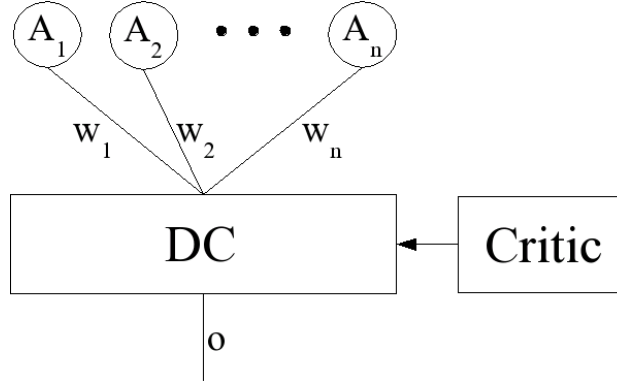 A₁ A₂ • • • Aₙ
w₁ w₂ wₙ
DC Critic
o